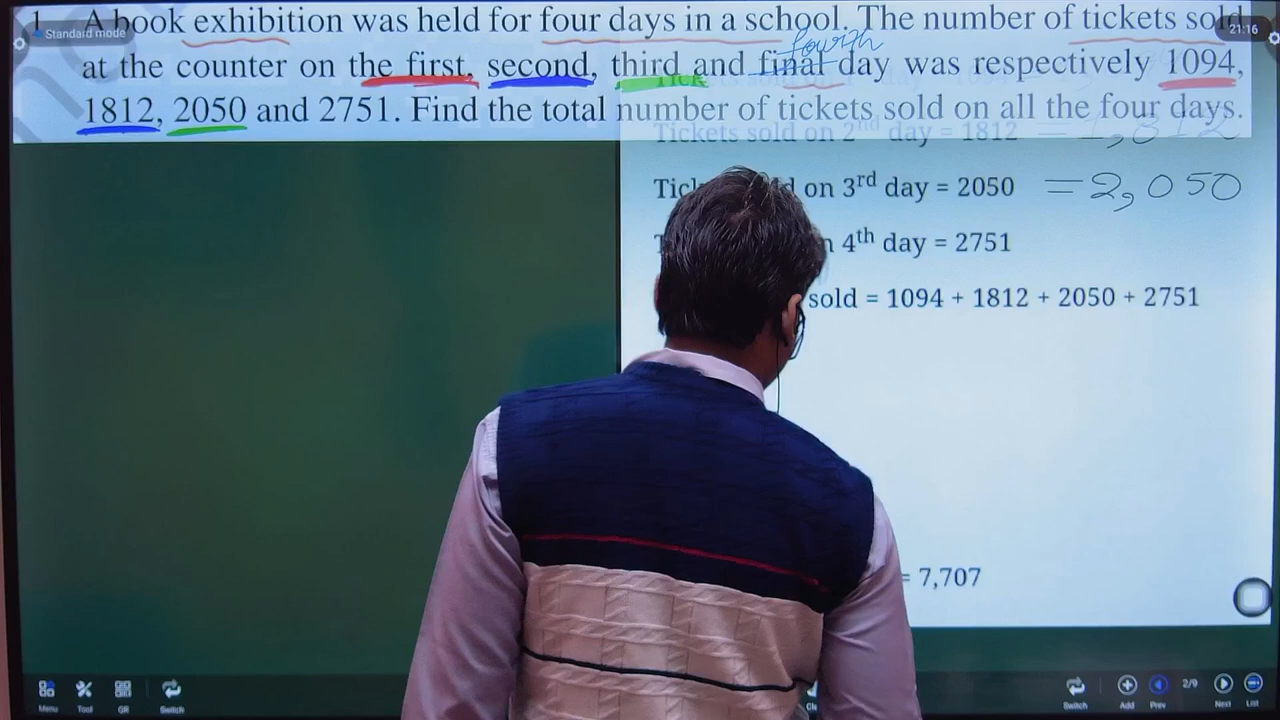 1. A book exhibition was held for four days in a school. The number of tickets sold
Standard mode
21:16
fourth
at the counter on the first, second, third and final day was respectively 1094,
1812, 2050 and 2751. Find the total number of tickets sold on all the four days.
Tickets sold on 2nd day = 1812 = 1,812
on 3rd day = 2050 = 2,050
4th day = 2751
sold = 1094 + 1812 + 2050 + 2751
= 7,707
Menu Tool QR Switch Switch Add Prev 2/9 Next List